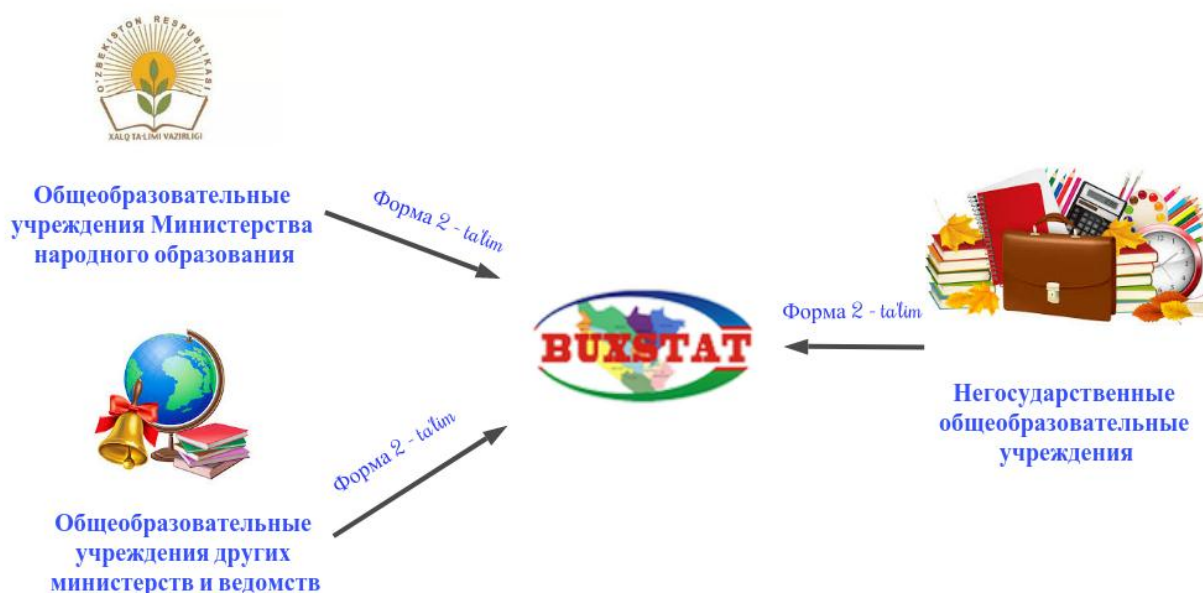 O'ZBEKISTON RESPUBLIKASI
XALQ TA'LIMI VAZIRLIGI
Общеобразовательные
учреждения Министерства
народного образования
Форма 2 - ta'lim
BUXSTAT
Форма 2 - ta'lim
Негосударственные
общеобразовательные
учреждения
Форма 2 - ta'lim
Общеобразовательные
учреждения других
министерств и ведомств